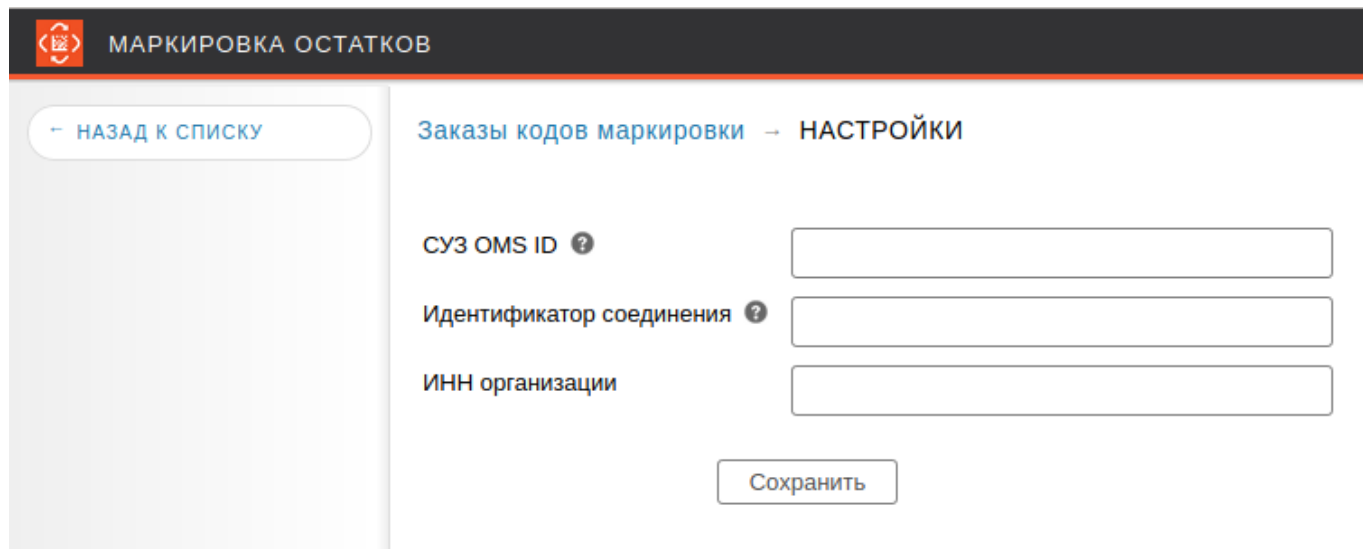 МАРКИРОВКА ОСТАТКОВ
← НАЗАД К СПИСКУ
Заказы кодов маркировки → НАСТРОЙКИ
СУЗ OMS ID ?
Идентификатор соединения ?
ИНН организации
Сохранить